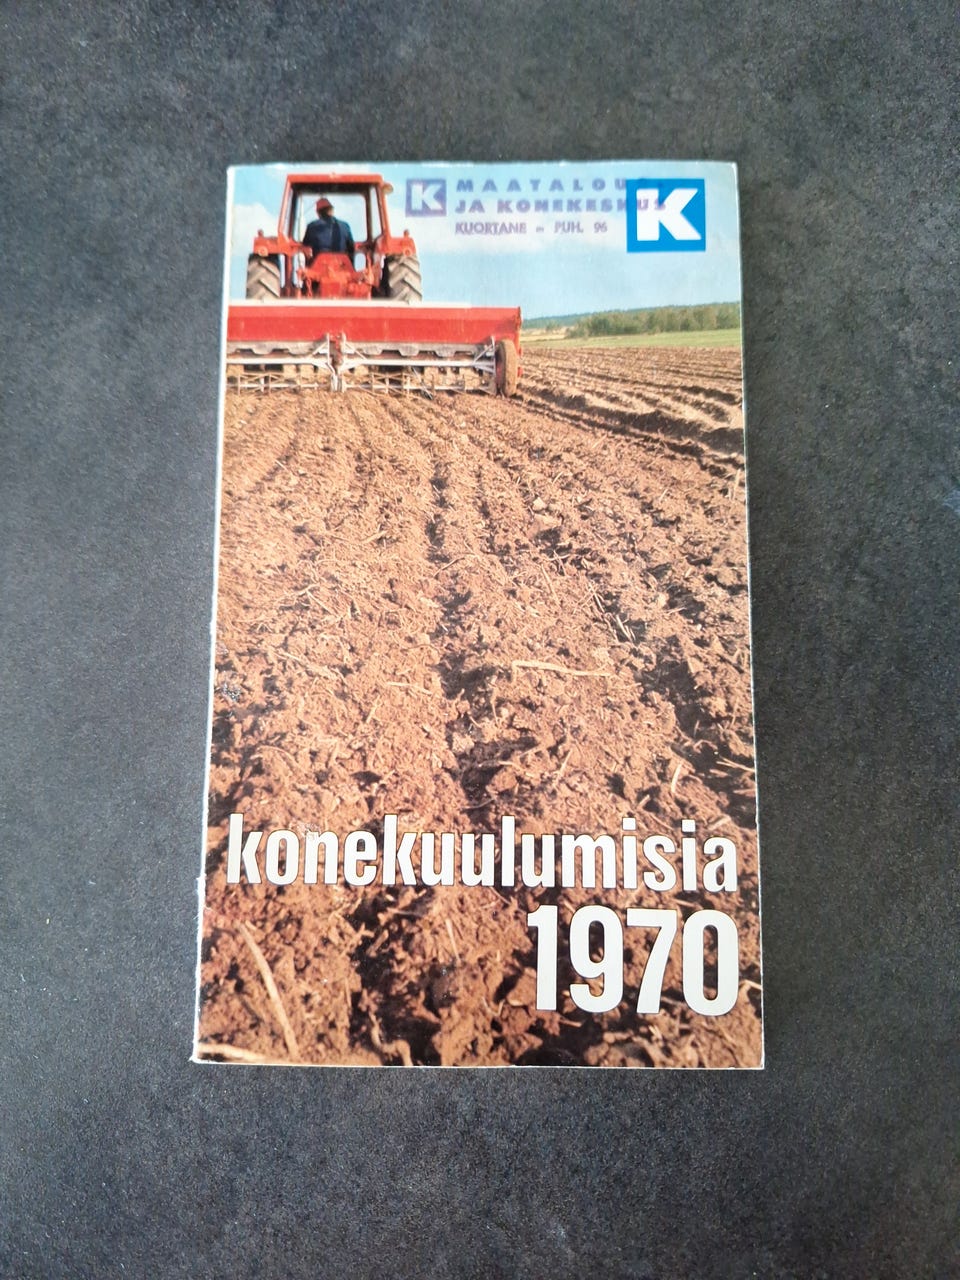 K MAATALOUS K
JA KONEKESKUS
KUORTANE — PUH. 96
konekuulumisia
1970